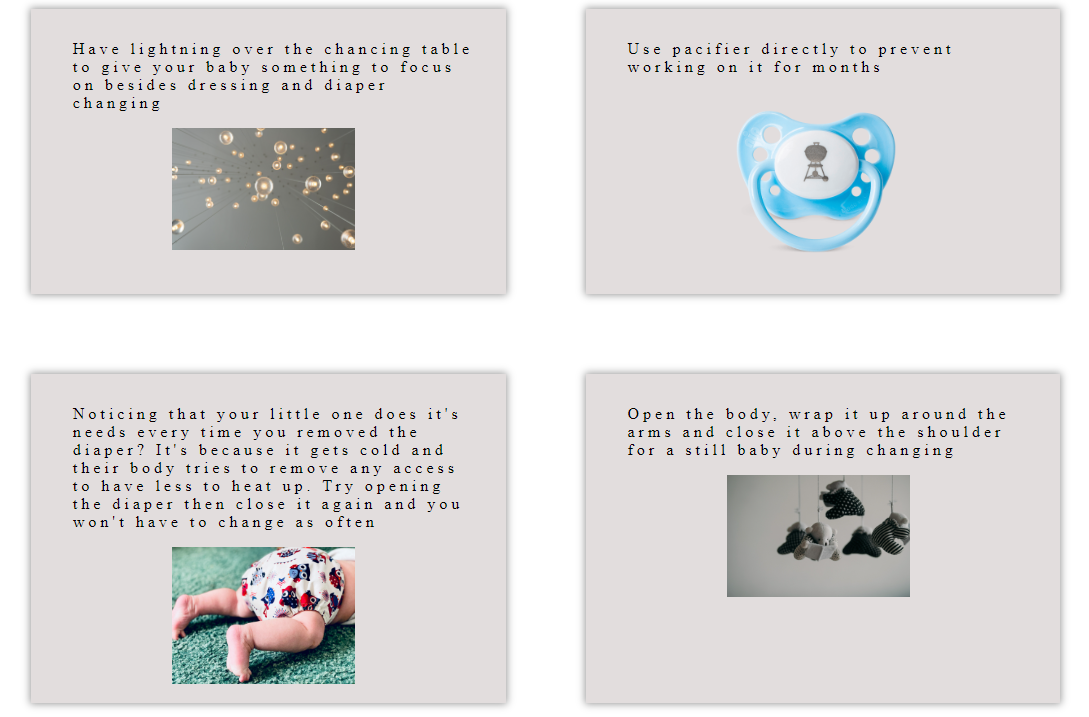 Have lightning over the chancing table
to give your baby something to focus
on besides dressing and diaper
changing
Use pacifier directly to prevent
working on it for months
Noticing that your little one does it's
needs every time you removed the
diaper? It's because it gets cold and
their body tries to remove any access
to have less to heat up. Try opening
the diaper then close it again and you
won't have to change as often
Open the body, wrap it up around the
arms and close it above the shoulder
for a still baby during changing